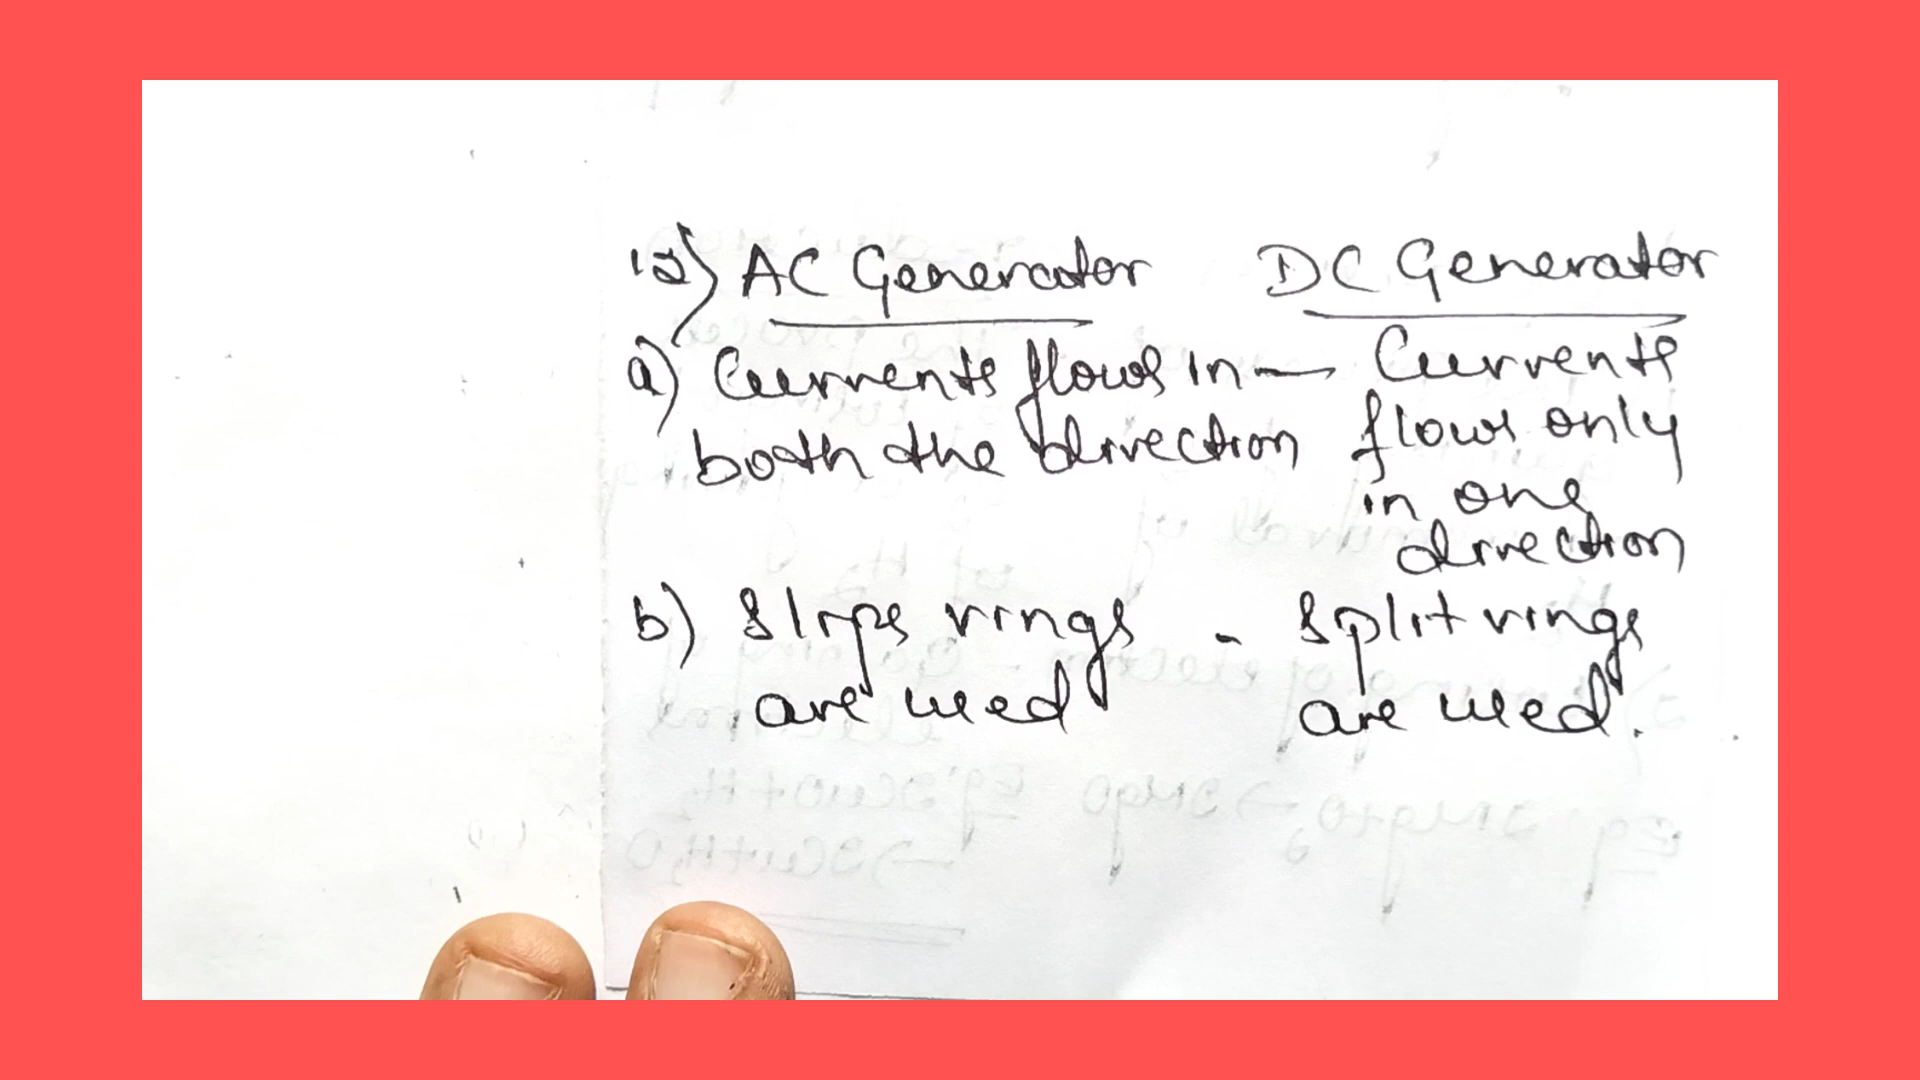 12) AC Generator DC Generator
a) Currents flows in — Currents
both the direction flows only
in one
direction
b) Slips rings - Split rings
are used are used.